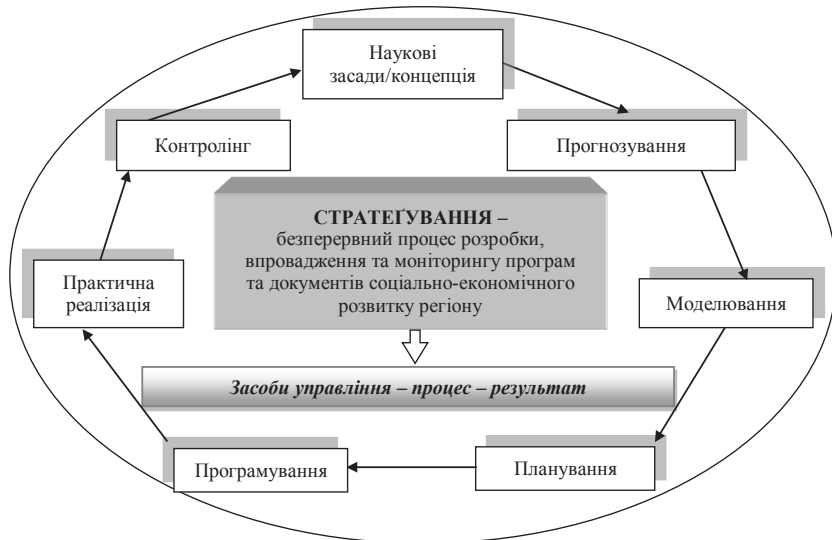 Наукові
засади/концепція
Контролінг
Прогнозування
СТРАТЕҐУВАННЯ –
безперервний процес розробки,
впровадження та моніторингу програм
та документів соціально-економічного
розвитку регіону
Практична
реалізація
Моделювання
Засоби управління – процес – результат
Програмування
Планування